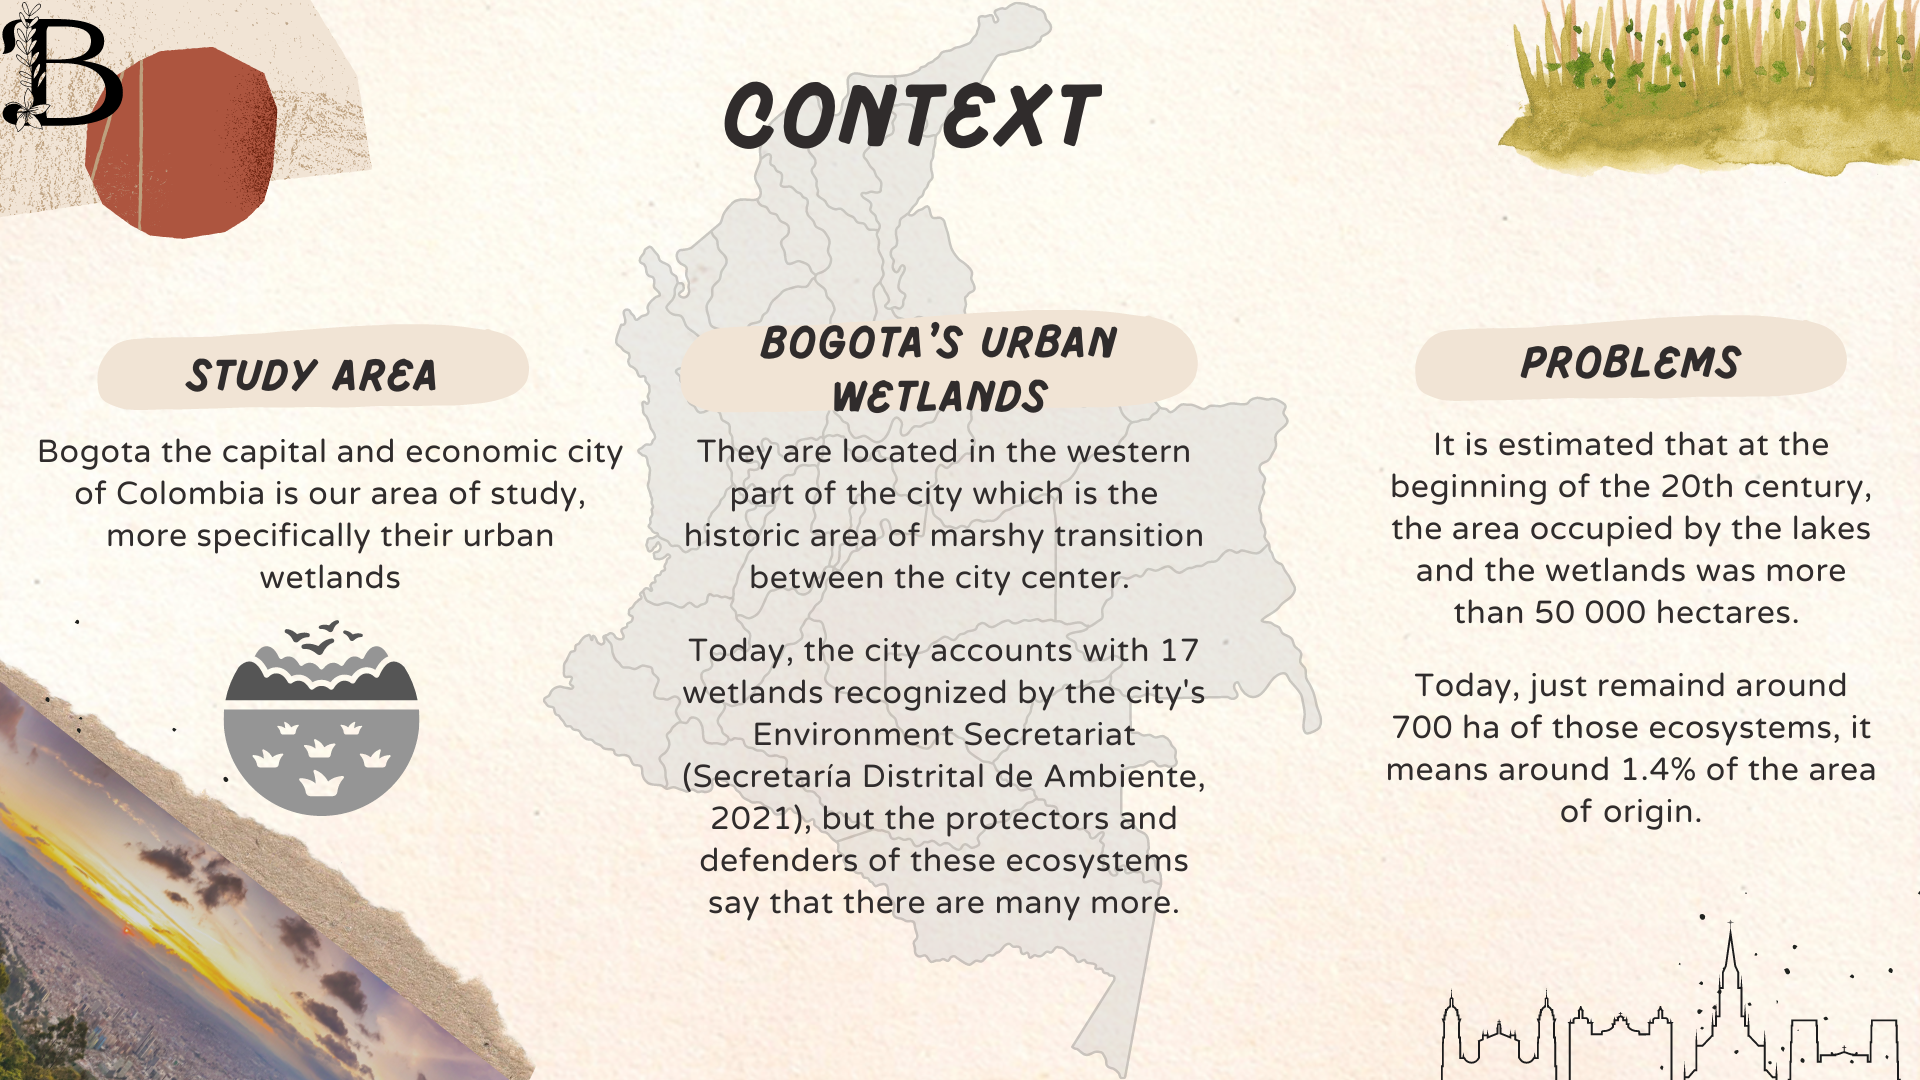 B
CONTEXT
STUDY AREA
Bogota the capital and economic city
of Colombia is our area of study,
more specifically their urban
wetlands
BOGOTA'S URBAN
WETLANDS
They are located in the western
part of the city which is the
historic area of marshy transition
between the city center.
Today, the city accounts with 17
wetlands recognized by the city's
Environment Secretariat
(Secretaría Distrital de Ambiente,
2021), but the protectors and
defenders of these ecosystems
say that there are many more.
PROBLEMS
It is estimated that at the
beginning of the 20th century,
the area occupied by the lakes
and the wetlands was more
than 50 000 hectares.
Today, just remaind around
700 ha of those ecosystems, it
means around 1.4% of the area
of origin.